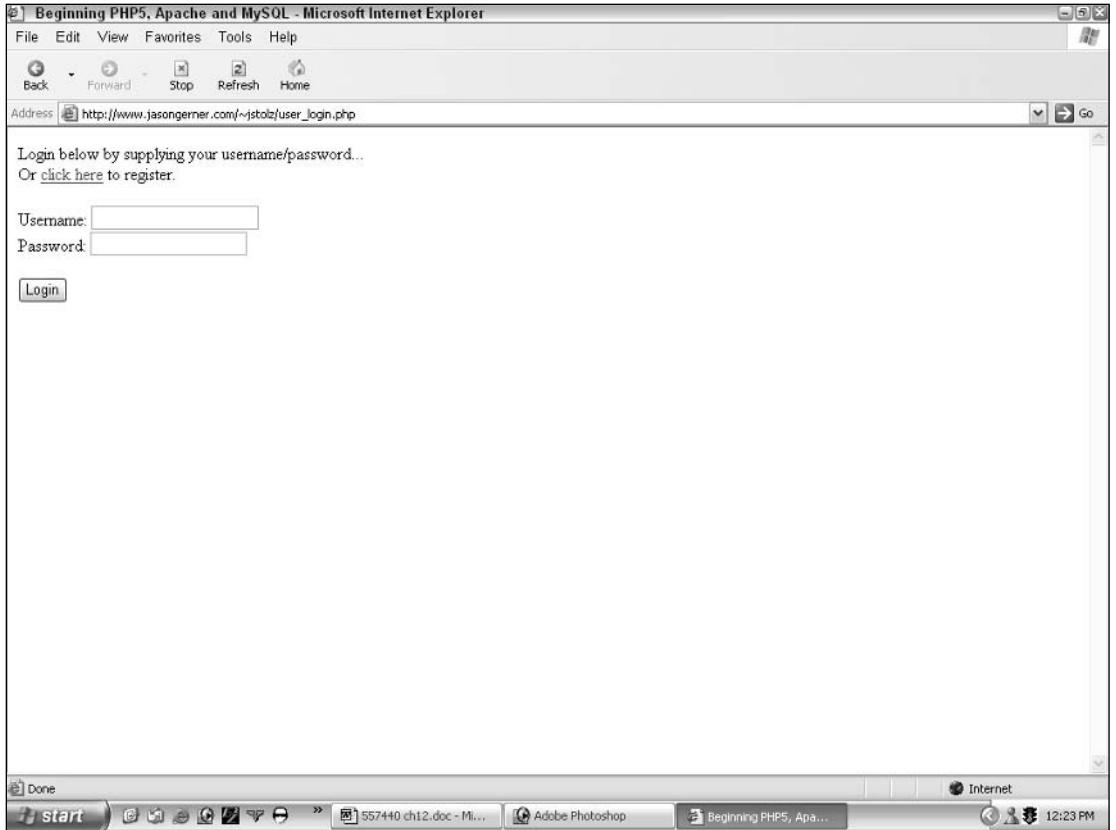 Beginning PHP5, Apache and MySQL - Microsoft Internet Explorer
File Edit View Favorites Tools Help
Back Forward Stop Refresh Home
Address http://www.jasongerner.com/~jstolz/user_login.php Go
Login below by supplying your username/password...
Or click here to register.
Username:
Password:
Login
Done Internet
start » 557440 ch12.doc - Mi... Adobe Photoshop Beginning PHP5, Apa... 12:23 PM